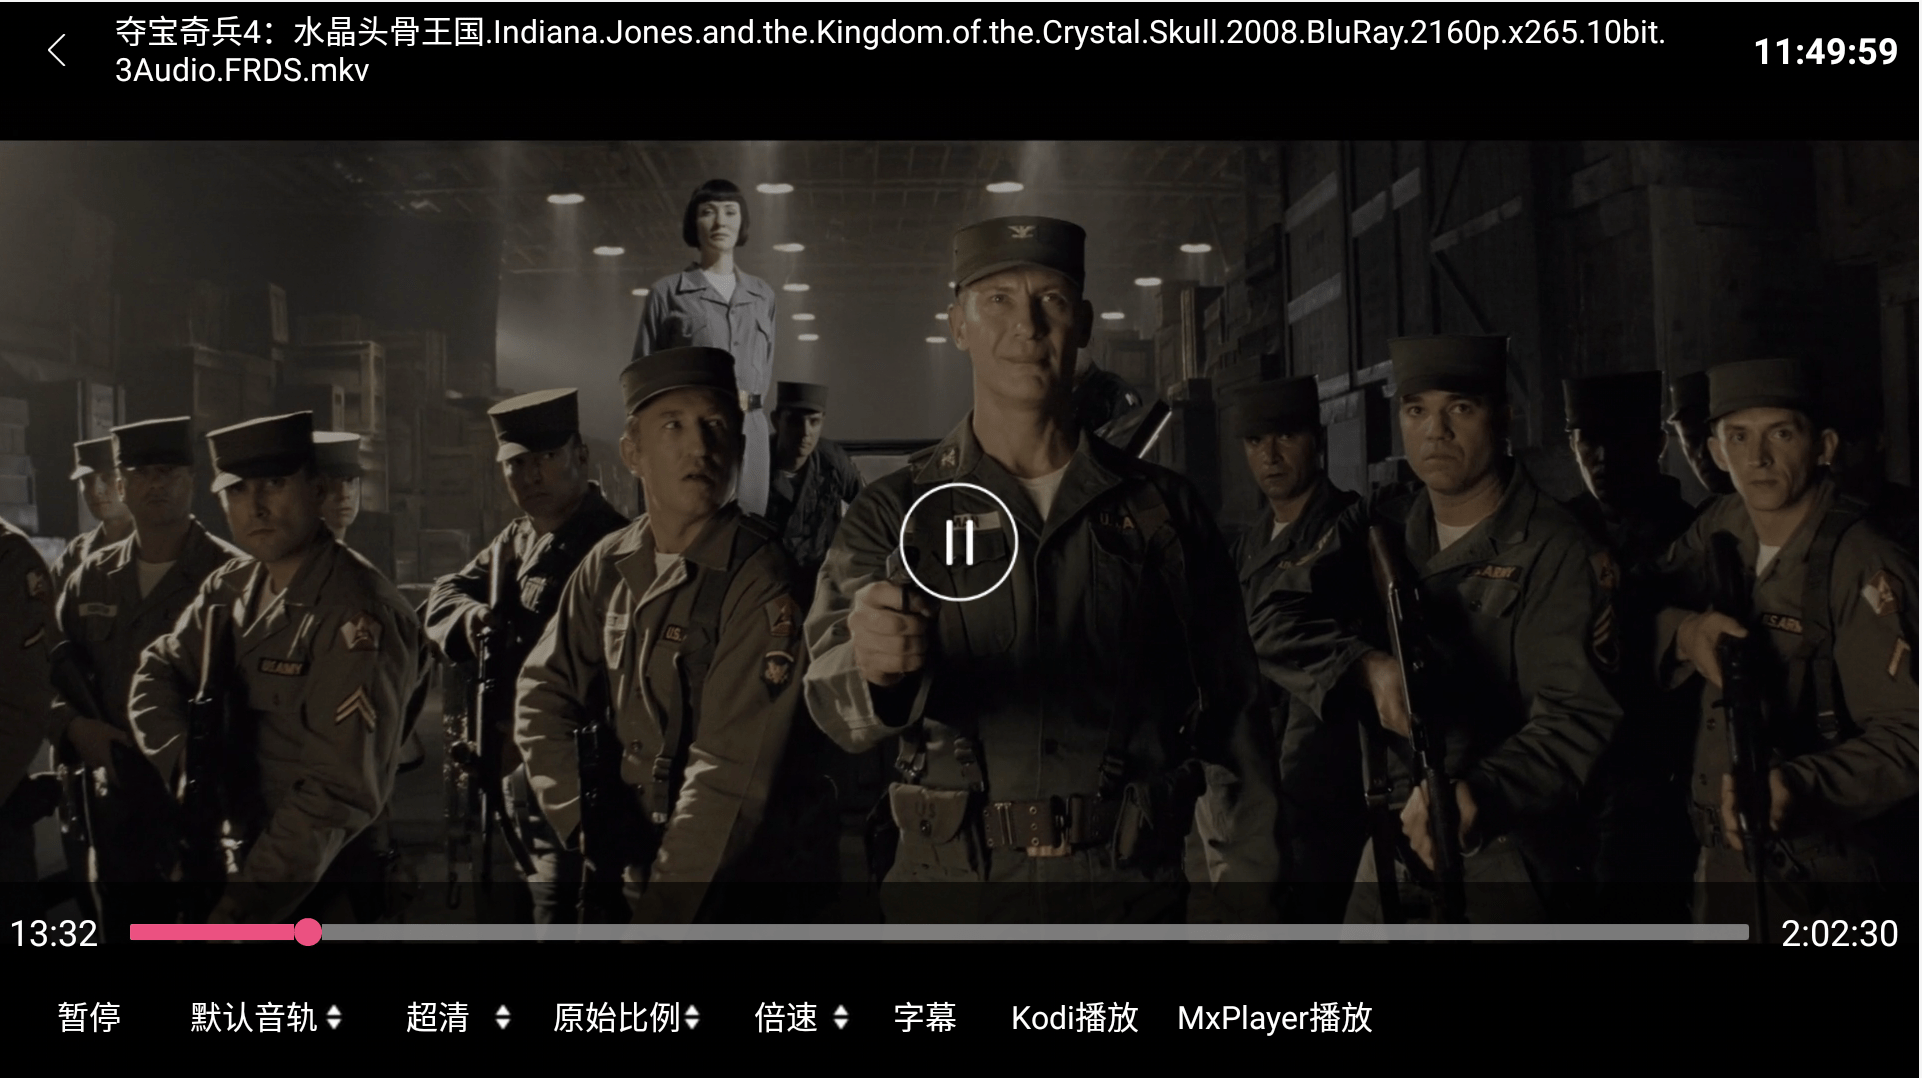 夺宝奇兵4：水晶头骨王国.Indiana.Jones.and.the.Kingdom.of.the.Crystal.Skull.2008.BluRay.2160p.x265.10bit.
3Audio.FRDS.mkv
11:49:59
U.S. ARMY
U.S.
U.S.A
ARMY
U.S.ARM
US
13:32
2:02:30
暂停 默认音轨 超清 原始比例 倍速 字幕 Kodi播放 MxPlayer播放